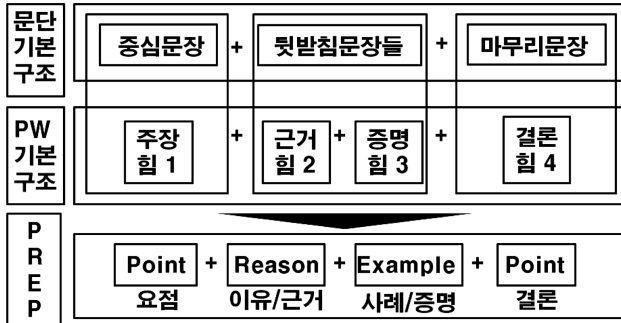 문단
기본
구조
중심문장 + 뒷받침문장들 + 마무리문장
PW
기본
구조
주장
힘 1
+
근거
힘 2
+
증명
힘 3
+
결론
힘 4
P
R
E
P
Point + Reason + Example + Point
요점 이유/근거 사례/증명 결론